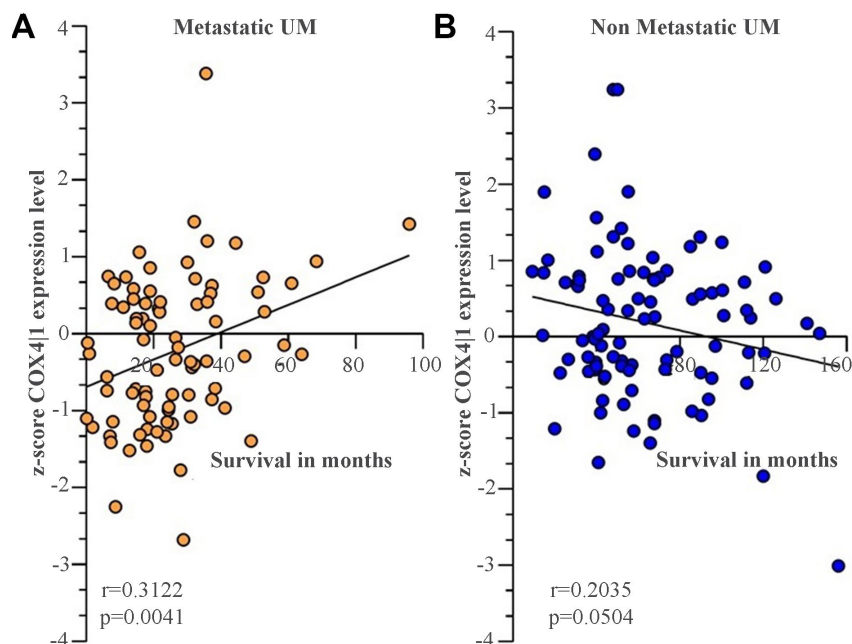 A
Metastatic UM
z-score COX4|1 expression level
4
3
2
1
0
-1
-2
-3
-4
20
40
60
80
100
Survival in months
r=0.3122
p=0.0041
B
Non Metastatic UM
z-score COX4|1 expression level
4
3
2
1
0
-1
-2
-3
-4
80
120
160
Survival in months
r=0.2035
p=0.0504